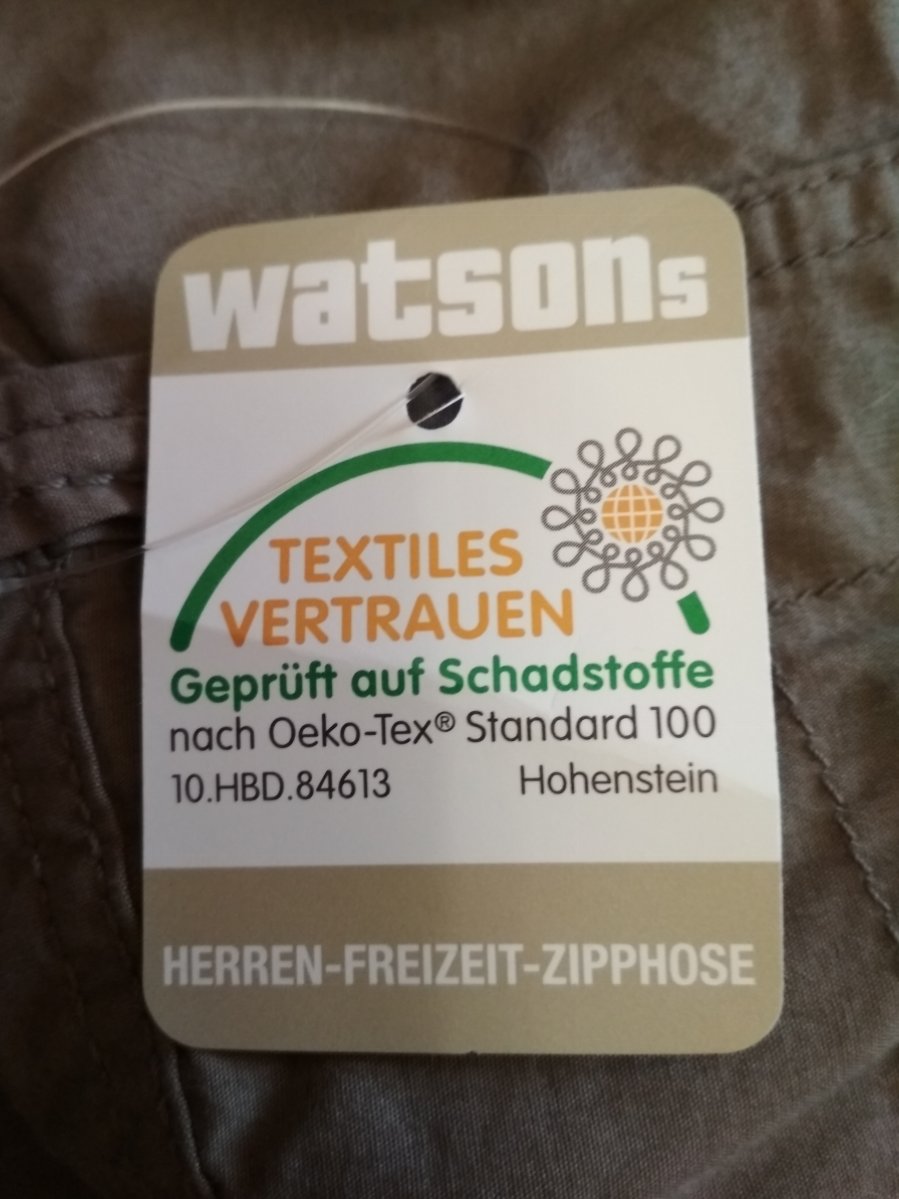 watsons
TEXTILES
VERTRAUEN
Geprüft auf Schadstoffe
nach Oeko-Tex® Standard 100
10.HBD.84613 Hohenstein
HERREN-FREIZEIT-ZIPPHOSE